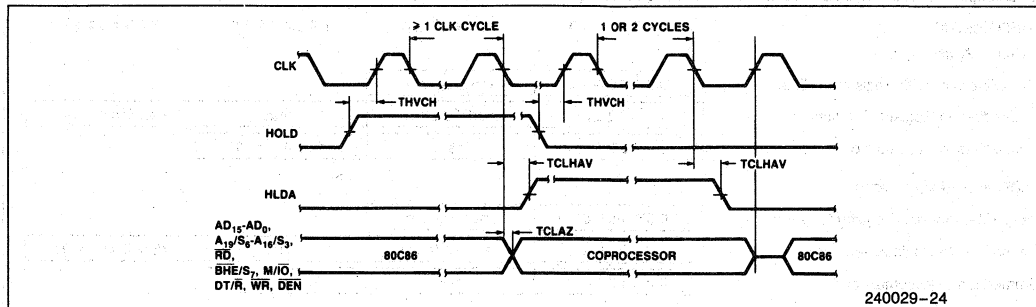 ≥ 1 CLK CYCLE
1 OR 2 CYCLES
CLK
THVCH
THVCH
HOLD
TCLHAV
TCLHAV
HLDA
TCLAZ
AD15-AD0,
A19/S6-A16/S3,
RD,
BHE/S7, M/IO,
DT/R, WR, DEN
80C86
COPROCESSOR
80C86
240029-24